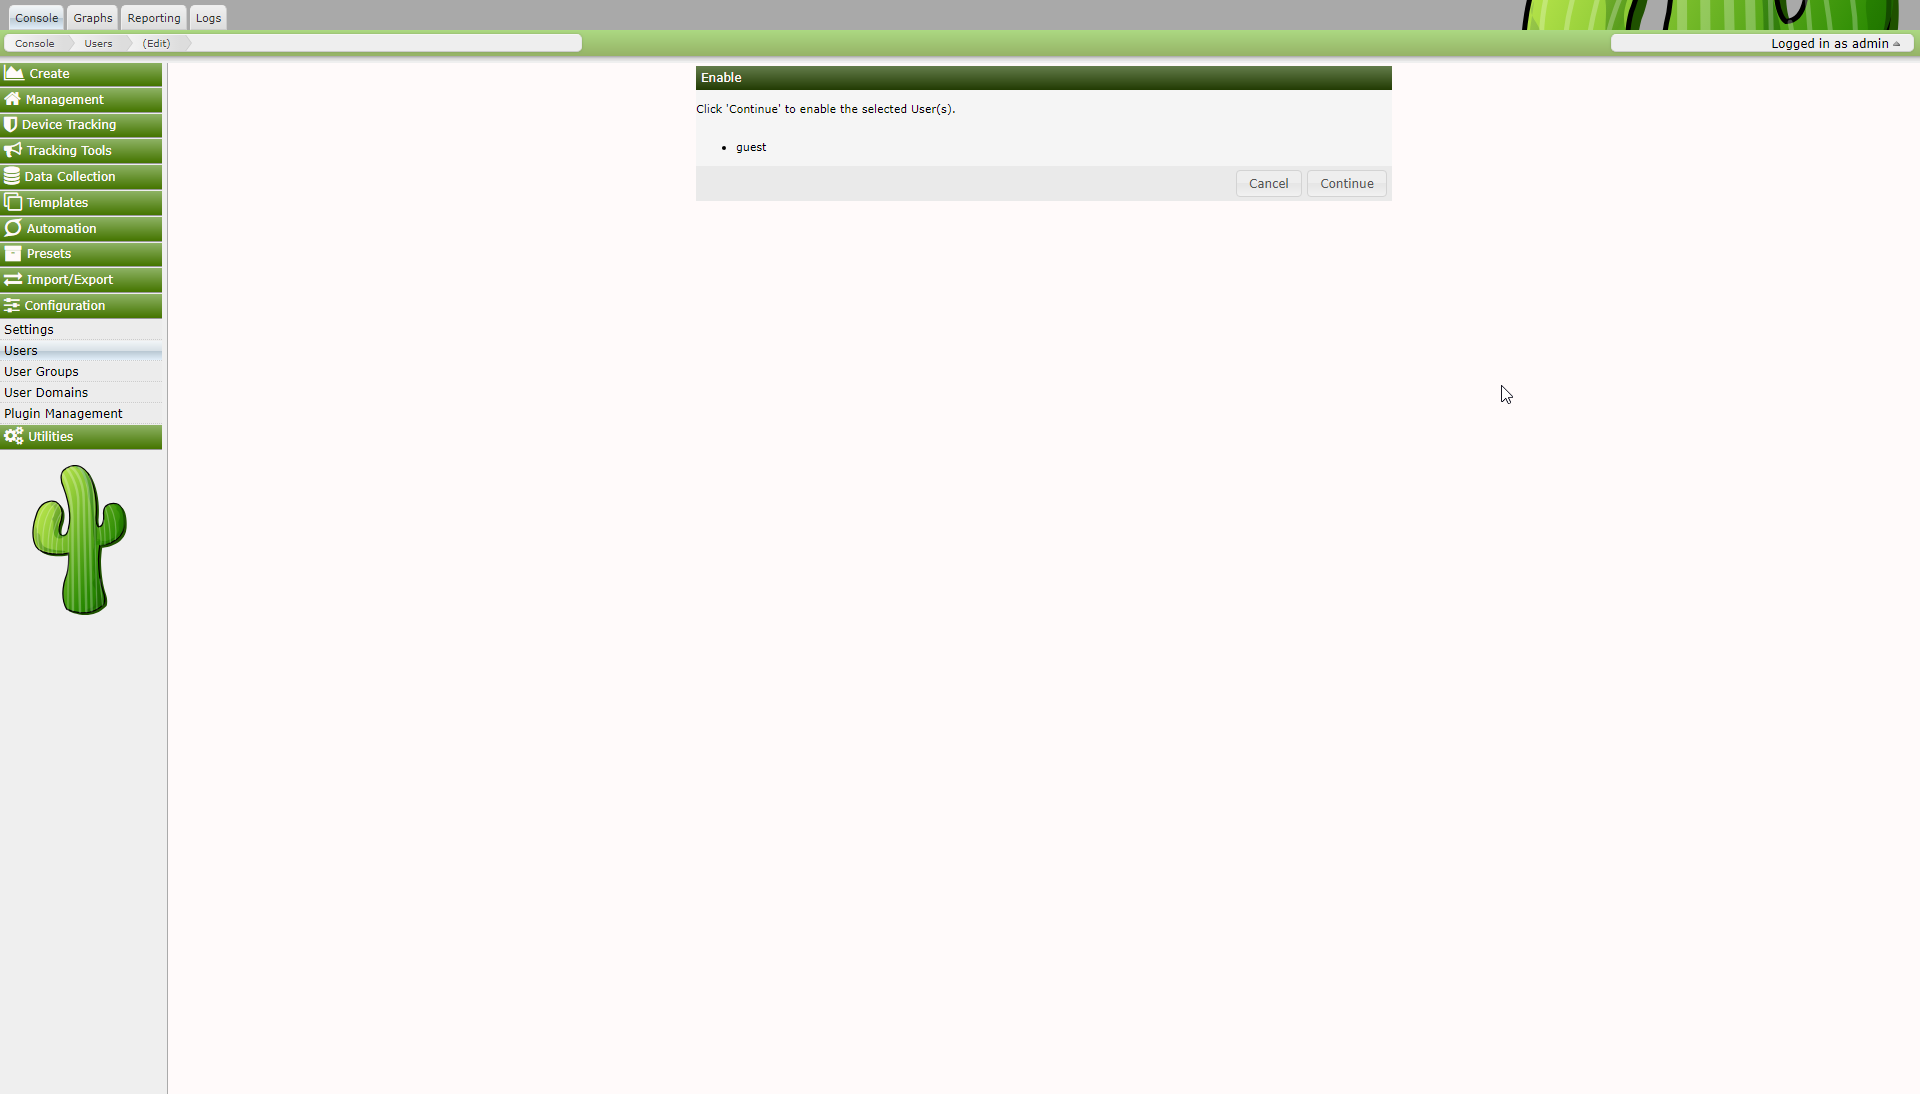 Console
Graphs
Reporting
Logs
Console
Users
(Edit)
Logged in as admin
Create
Management
Device Tracking
Tracking Tools
Data Collection
Templates
Automation
Presets
Import/Export
Configuration
Settings
Users
User Groups
User Domains
Plugin Management
Utilities
Enable
Click 'Continue' to enable the selected User(s).
guest
Cancel
Continue